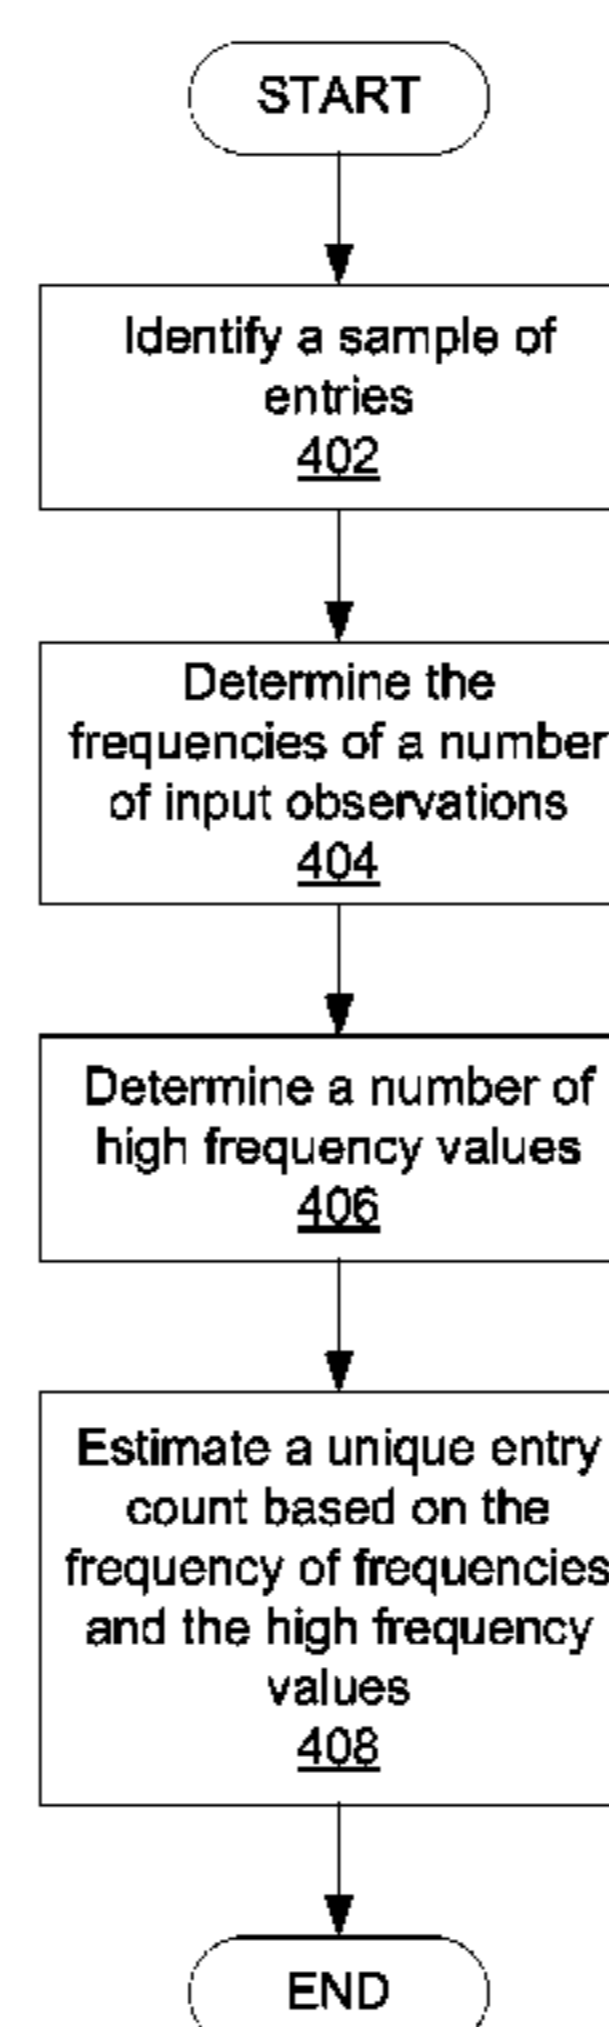 START
Identify a sample of
entries
402
Determine the
frequencies of a number
of input observations
404
Determine a number of
high frequency values
406
Estimate a unique entry
count based on the
frequency of frequencies
and the high frequency
values
408
END